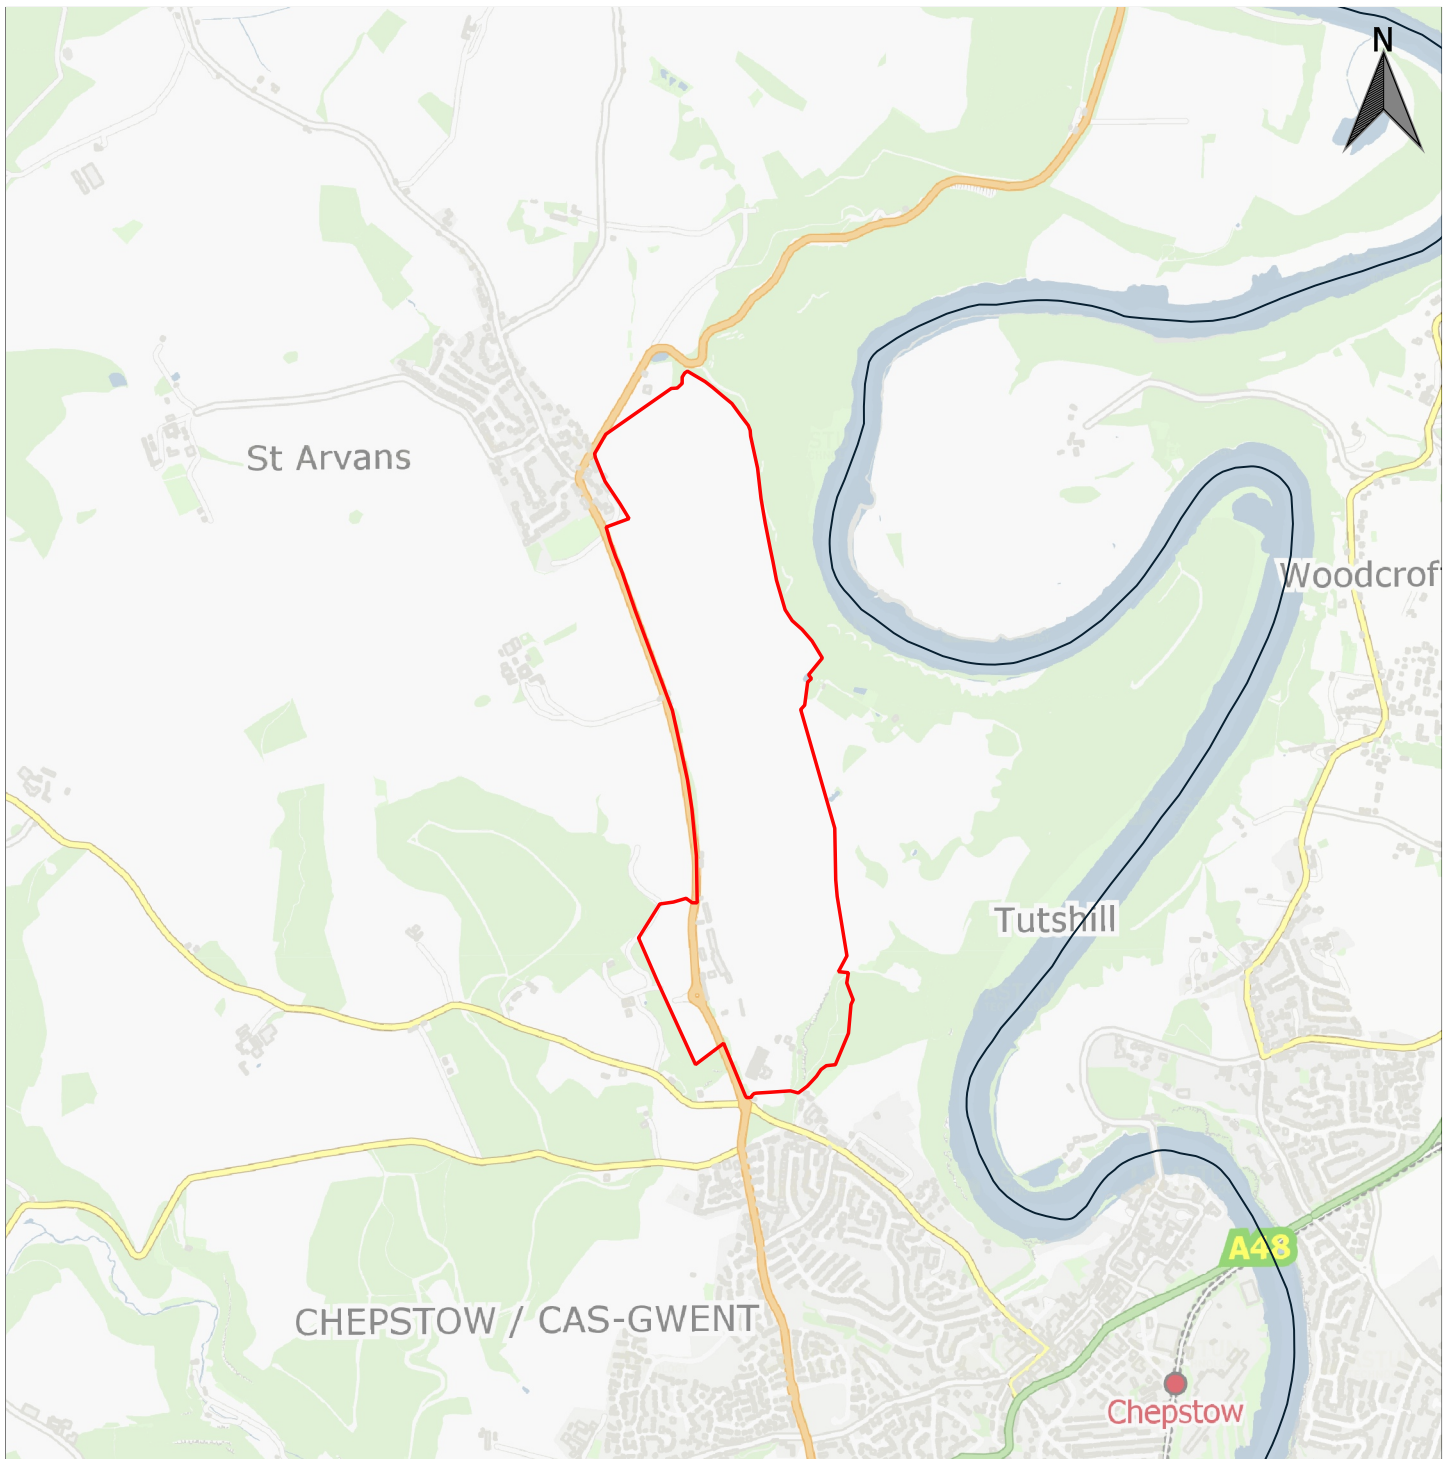 N
St Arvans
Woodcrof
Tutshill
A48
CHEPSTOW / CAS-GWENT
Chepstow